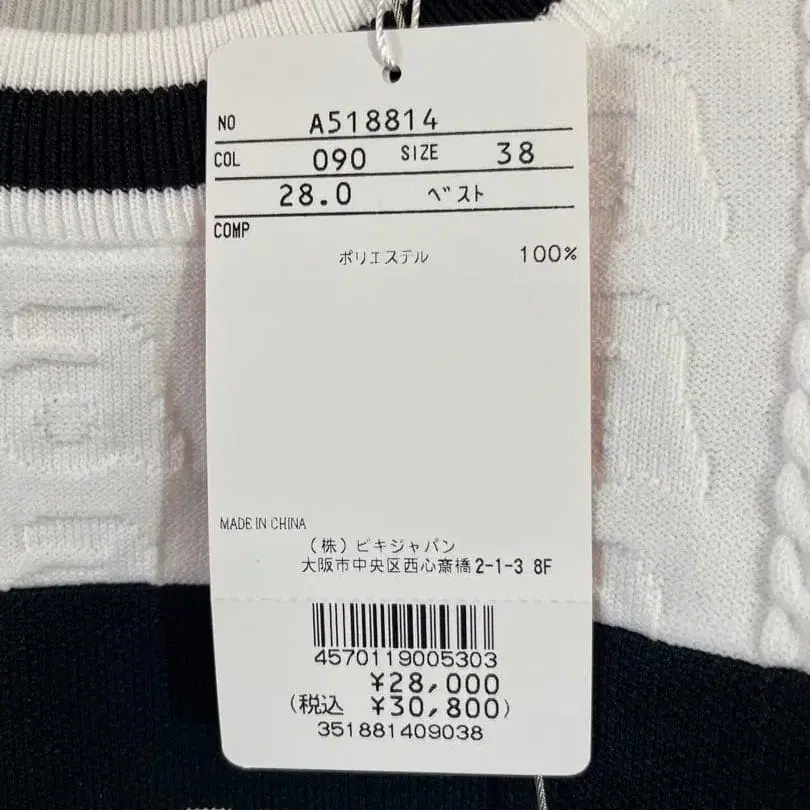 NO A518814
COL 090 SIZE 38
28.0 ベスト
COMP
ポリエステル 100%
MADE IN CHINA
(株)ビキジャパン
大阪市中央区西心斎橋2-1-3 8F
4570119005303
¥28,000
(税込 ¥30,800)
351881409038